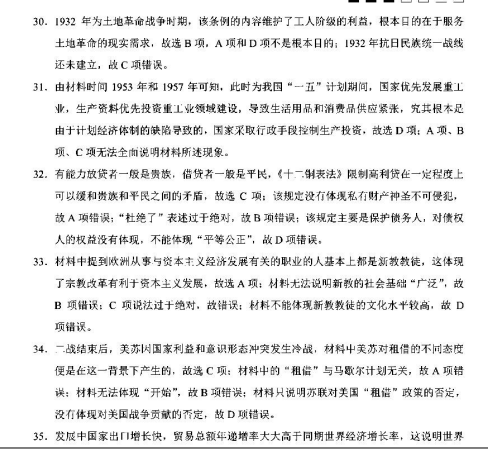 30．1932 年为土地革命战争时期，该条例的内容维护了工人阶级的利益，根本目的在于服务
土地革命的现实需求，故选 B 项，A 项和 D 项不是根本目的；1932 年抗日民族统一战线
还未建立，故 C 项错误。
31．由材料时间 1953 年和 1957 年可知，此时为我国“一五”计划期间，国家优先发展重工
业，生产资料优先投资重工业领域建设，导致生活用品和消费品供应紧张，究其根本是
由于计划经济体制的缺陷导致的，国家采取行政手段控制生产投资，故选 D 项；A 项、B
项、C 项无法全面说明材料所述现象。
32．有能力放贷者一般是贵族，借贷者一般是平民，《十二铜表法》限制高利贷在一定程度上
可以缓和贵族和平民之间的矛盾，故选 C 项；该规定没有体现私有财产神圣不可侵犯，
故 A 项错误；“杜绝了”表述过于绝对，故 B 项错误；该规定主要是保护债务人，对债权
人的权益没有体现，不能体现“平等公正”，故 D 项错误。
33．材料中提到欧洲从事与资本主义经济发展有关的职业的人基本上都是新教教徒，这体现
了宗教改革有利于资本主义发展，故选 A 项；材料无法说明新教的社会基础“广泛”，故
B 项错误；C 项说法过于绝对，故错误；材料不能体现新教教徒的文化水平较高，故 D
项错误。
34．二战结束后，美苏因国家利益和意识形态冲突发生冷战，材料中美苏对租借的不同态度
便是在这一背景下产生的，故选 C 项；材料中的“租借”与马歇尔计划无关，故 A 项错
误；材料无法体现“开始”，故 B 项错误；材料只说明苏联对美国“租借”政策的否定，
没有体现对美国战争贡献的否定，故 D 项错误。
35．发展中国家出口增长快，贸易总额年递增率大大高于同期世界经济增长率，这说明世界